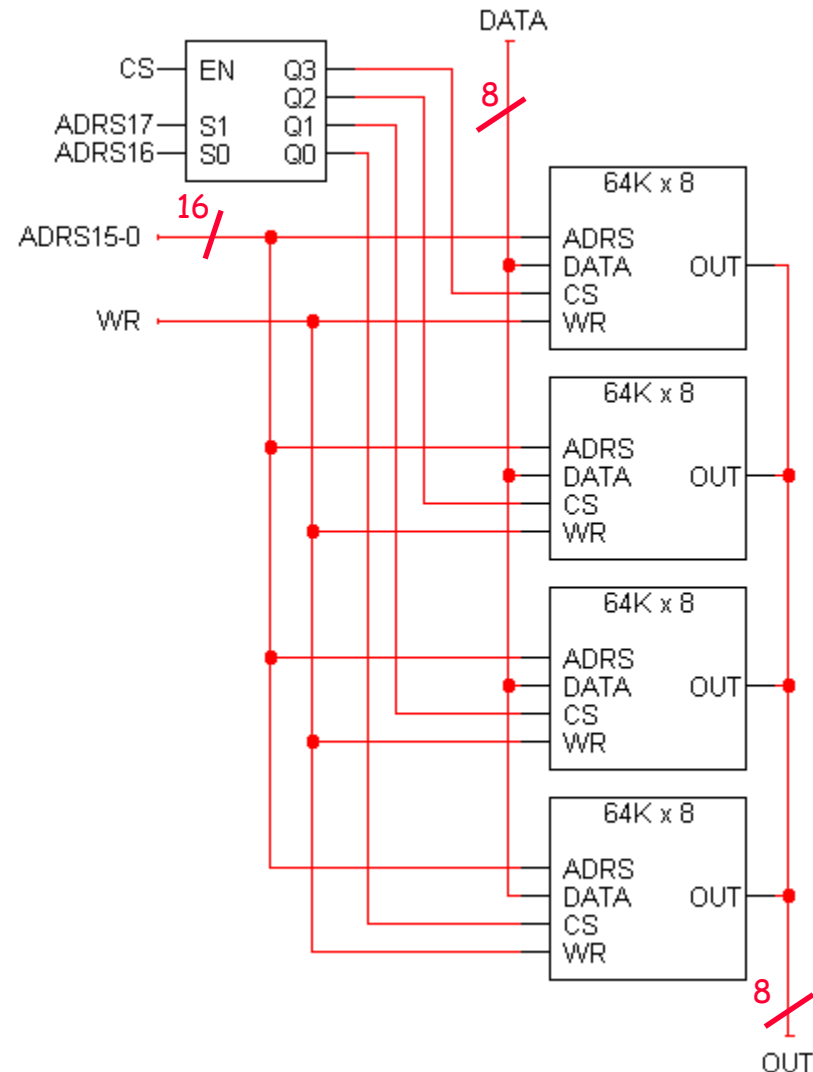 DATA
CS
EN
Q3
Q2
ADRS17
S1
Q1
ADRS16
S0
Q0
8
16
ADRS15-0
WR
64K x 8
ADRS
DATA
OUT
CS
WR
64K x 8
ADRS
DATA
OUT
CS
WR
64K x 8
ADRS
DATA
OUT
CS
WR
64K x 8
ADRS
DATA
OUT
CS
WR
8
OUT